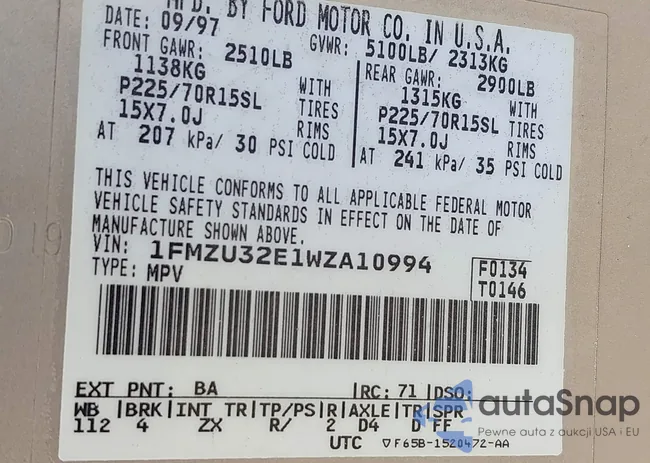 MFD. BY FORD MOTOR CO. IN U.S.A.
DATE: 09/97 GVWR: 5100LB/ 2313KG
FRONT GAWR: 2510LB REAR GAWR: 2900LB
1138KG WITH 1315KG WITH
P225/70R15SL TIRES P225/70R15SL TIRES
15X7.0J RIMS 15X7.0J RIMS
AT 207 kPa/ 30 PSI COLD AT 241 kPa/ 35 PSI COLD
THIS VEHICLE CONFORMS TO ALL APPLICABLE FEDERAL MOTOR
VEHICLE SAFETY STANDARDS IN EFFECT ON THE DATE OF
MANUFACTURE SHOWN ABOVE.
VIN: 1FMZU32E1WZA10994 F0134
TYPE: MPV T0146
EXT PNT: BA RC: 71 DSO:
WB BRK INT TR TP/PS R AXLE TR SPR
112 4 ZX R/ 2 D4 D FF
UTC ▽F65B-1520472-AA
autoSnap
Pewne auta z aukcji USA i EU